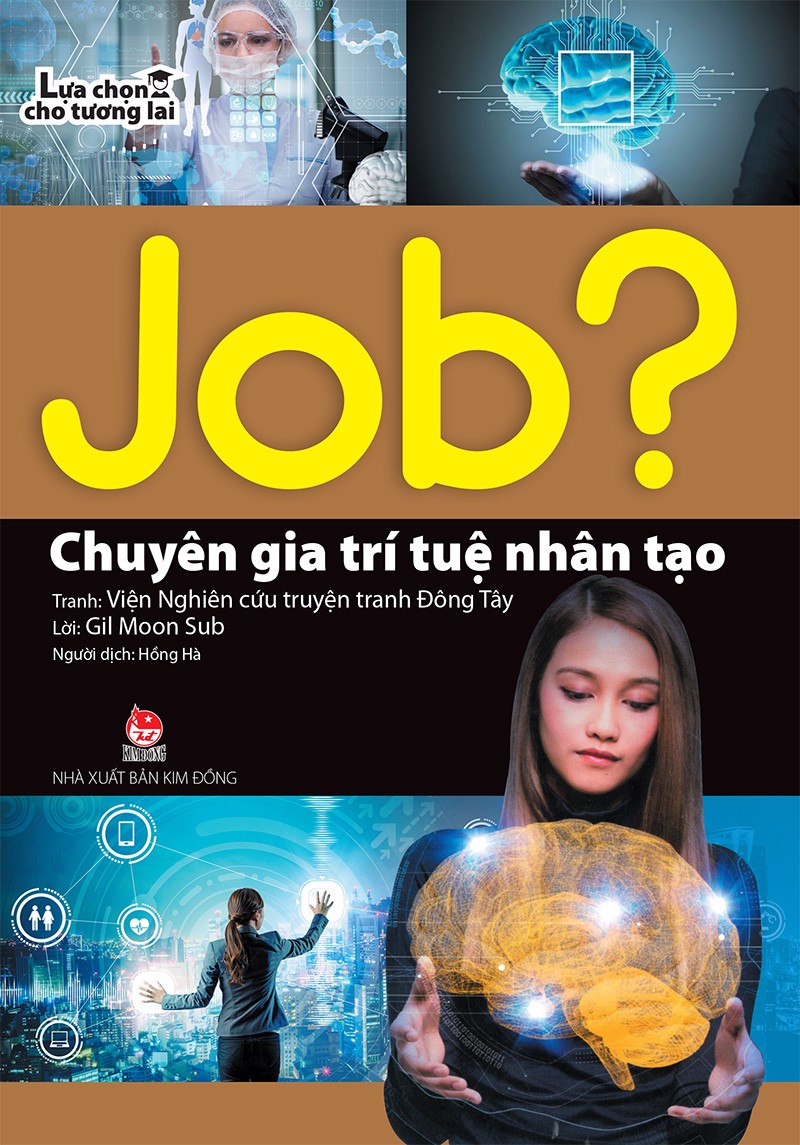 Lựa chọn
cho tương lai
Job?
Chuyên gia trí tuệ nhân tạo
Tranh: Viện Nghiên cứu truyện tranh Đông Tây
Lời: Gil Moon Sub
Người dịch: Hồng Hà
KIM ĐỒNG
NHÀ XUẤT BẢN KIM ĐỒNG